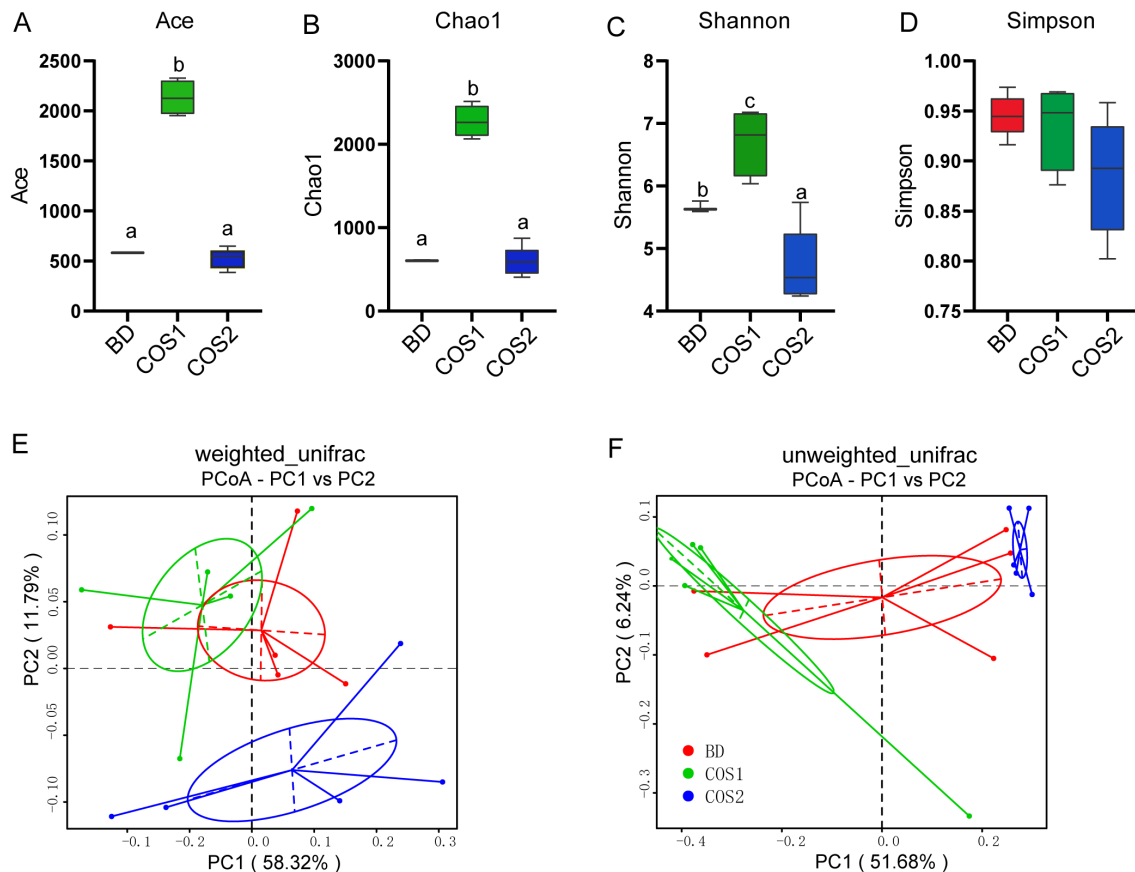 A
Ace
B
Chao1
C
Shannon
D
Simpson
2500
2000
1500
1000
500
0
Ace
b
a
a
BD
COS1
COS2
3000
2000
1000
0
Chao1
b
a
a
BD
COS1
COS2
8
7
6
5
4
Shannon
c
b
a
BD
COS1
COS2
1.00
0.95
0.90
0.85
0.80
0.75
Simpson
BD
COS1
COS2
E
weighted_unifrac
PCoA - PC1 vs PC2
0.10
0.05
0.00
−0.05
−0.10
PC2 ( 11.79% )
−0.1
−0.2
0.0
0.1
0.2
0.3
PC1 ( 58.32% )
F
unweighted_unifrac
PCoA - PC1 vs PC2
0.1
0.0
−0.1
−0.2
−0.3
PC2 ( 6.24% )
BD
COS1
COS2
−0.4
−0.2
0.0
0.2
PC1 ( 51.68% )